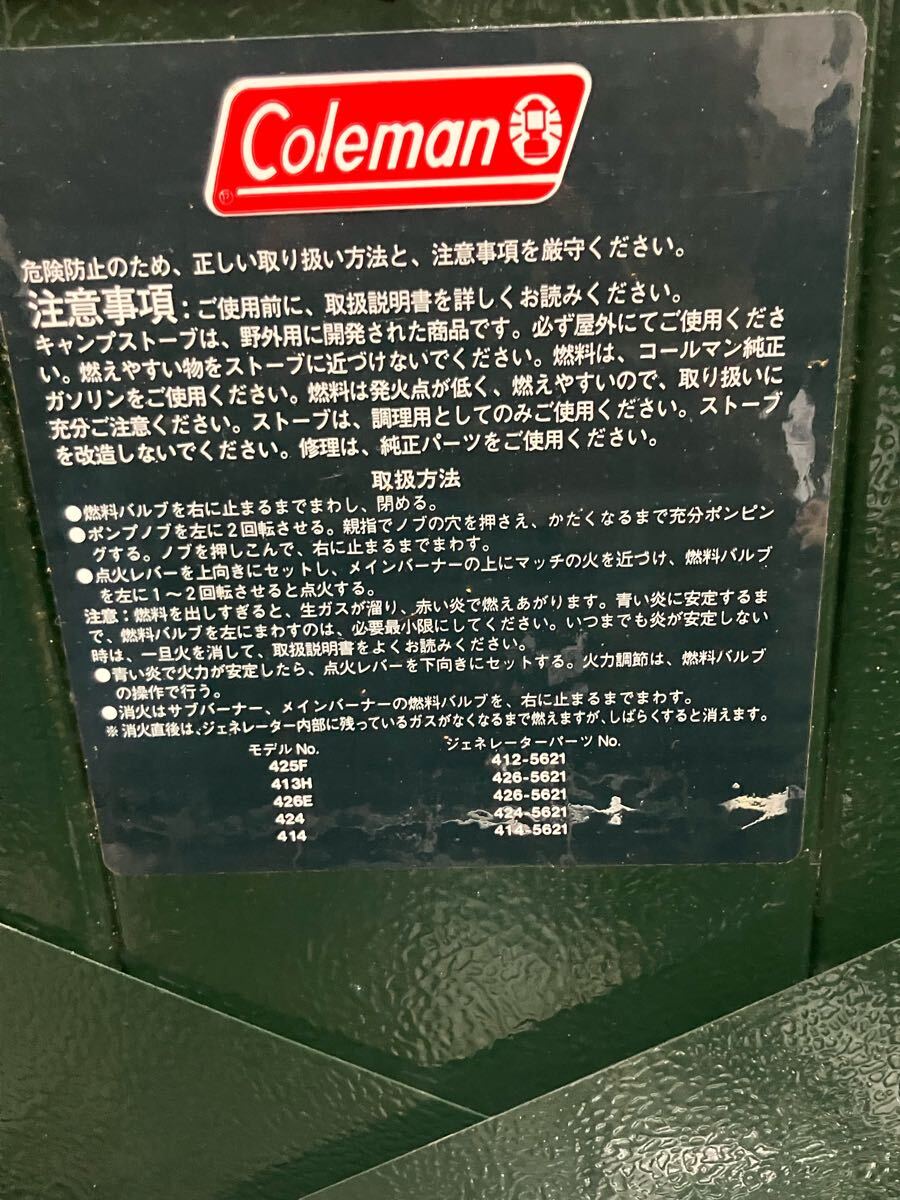 Coleman
危険防止のため、正しい取り扱い方法と、注意事項を厳守ください。
注意事項:ご使用前に、取扱説明書を詳しくお読みください。
キャンプストーブは、野外用に開発された商品です。必ず屋外にてご使用くださ
い。燃えやすい物をストーブに近づけないでください。燃料は、コールマン純正
ガソリンをご使用ください。燃料は発火点が低く、燃えやすいので、取り扱いに
充分ご注意ください。ストーブは、調理用としてのみご使用ください。ストーブ
を改造しないでください。修理は、純正パーツをご使用ください。
取扱方法
●燃料バルブを右に止まるまでまわし、閉める。
●ポンプノブを左に2回転させる。親指でノブの穴を押さえ、かたくなるまで充分ポンピン
グする。ノブを押しこんで、右に止まるまでまわす。
●点火レバーを上向きにセットし、メインバーナーの上にマッチの火を近づけ、燃料バルブ
を左に1~2回転させると点火する。
注意:燃料を出しすぎると、生ガスが溜り、赤い炎で燃えあがります。青い炎に安定するま
で、燃料バルブを左にまわすのは、必要最小限にしてください。いつまでも炎が安定しない
時は、一旦火を消して、取扱説明書をよくお読みください。
●青い炎で火力が安定したら、点火レバーを下向きにセットする。火力調節は、燃料バルブ
の操作で行う。
●消火はサブバーナー、メインバーナーの燃料バルブを、右に止まるまでまわす。
※消火直後は、ジェネレーター内部に残っているガスがなくなるまで燃えますが、しばらくすると消えます。
モデルNo. ジェネレーターパーツNo.
425F 412-5621
413H 426-5621
426E 426-5621
424 424-5621
414 414-5621